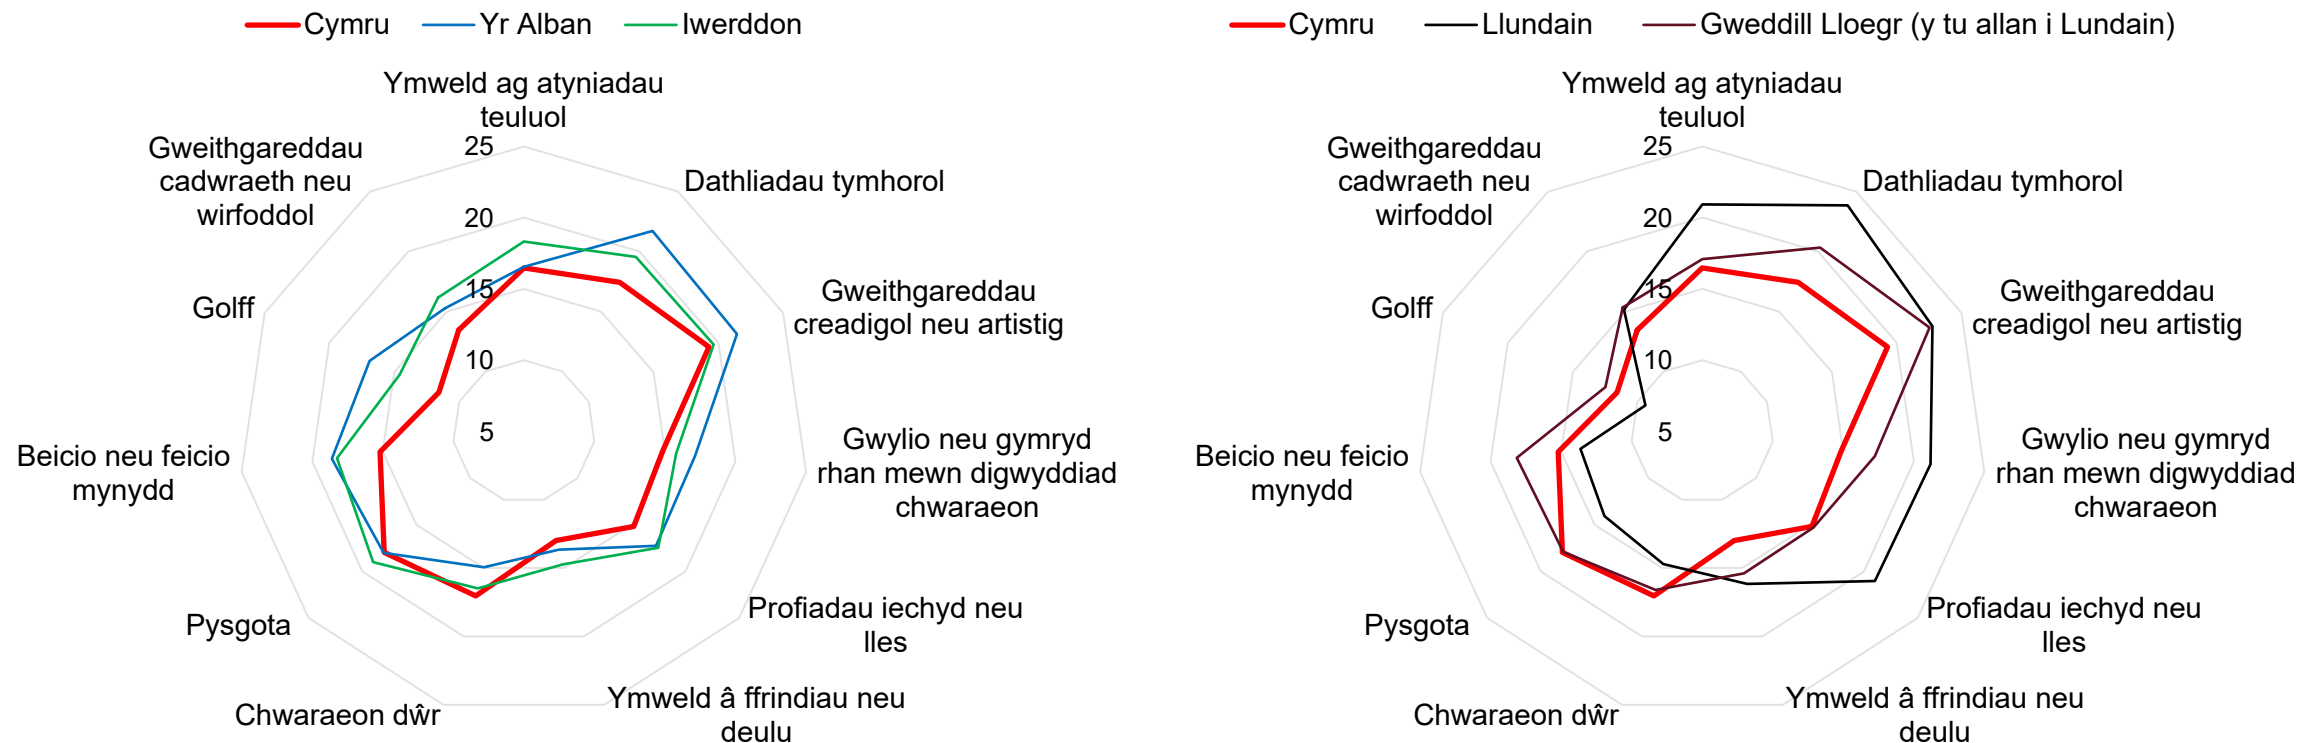 Cymru
Yr Alban
Iwerddon
Ymweld ag atyniadau
teuluol
25
20
15
10
5
Dathliadau tymhorol
Gweithgareddau
creadigol neu artistig
Gwylio neu gymryd
rhan mewn digwyddiad
chwaraeon
Profiadau iechyd neu
lles
Ymweld â ffrindiau neu
deulu
Chwaraeon dŵr
Pysgota
Beicio neu feicio
mynydd
Golff
Gweithgareddau
cadwraeth neu
wirfoddol
Cymru
Llundain
Gweddill Lloegr (y tu allan i Lundain)
Ymweld ag atyniadau
teuluol
25
20
15
10
5
Dathliadau tymhorol
Gweithgareddau
creadigol neu artistig
Gwylio neu gymryd
rhan mewn digwyddiad
chwaraeon
Profiadau iechyd neu
lles
Ymweld â ffrindiau neu
deulu
Chwaraeon dŵr
Pysgota
Beicio neu feicio
mynydd
Golff
Gweithgareddau
cadwraeth neu
wirfoddol